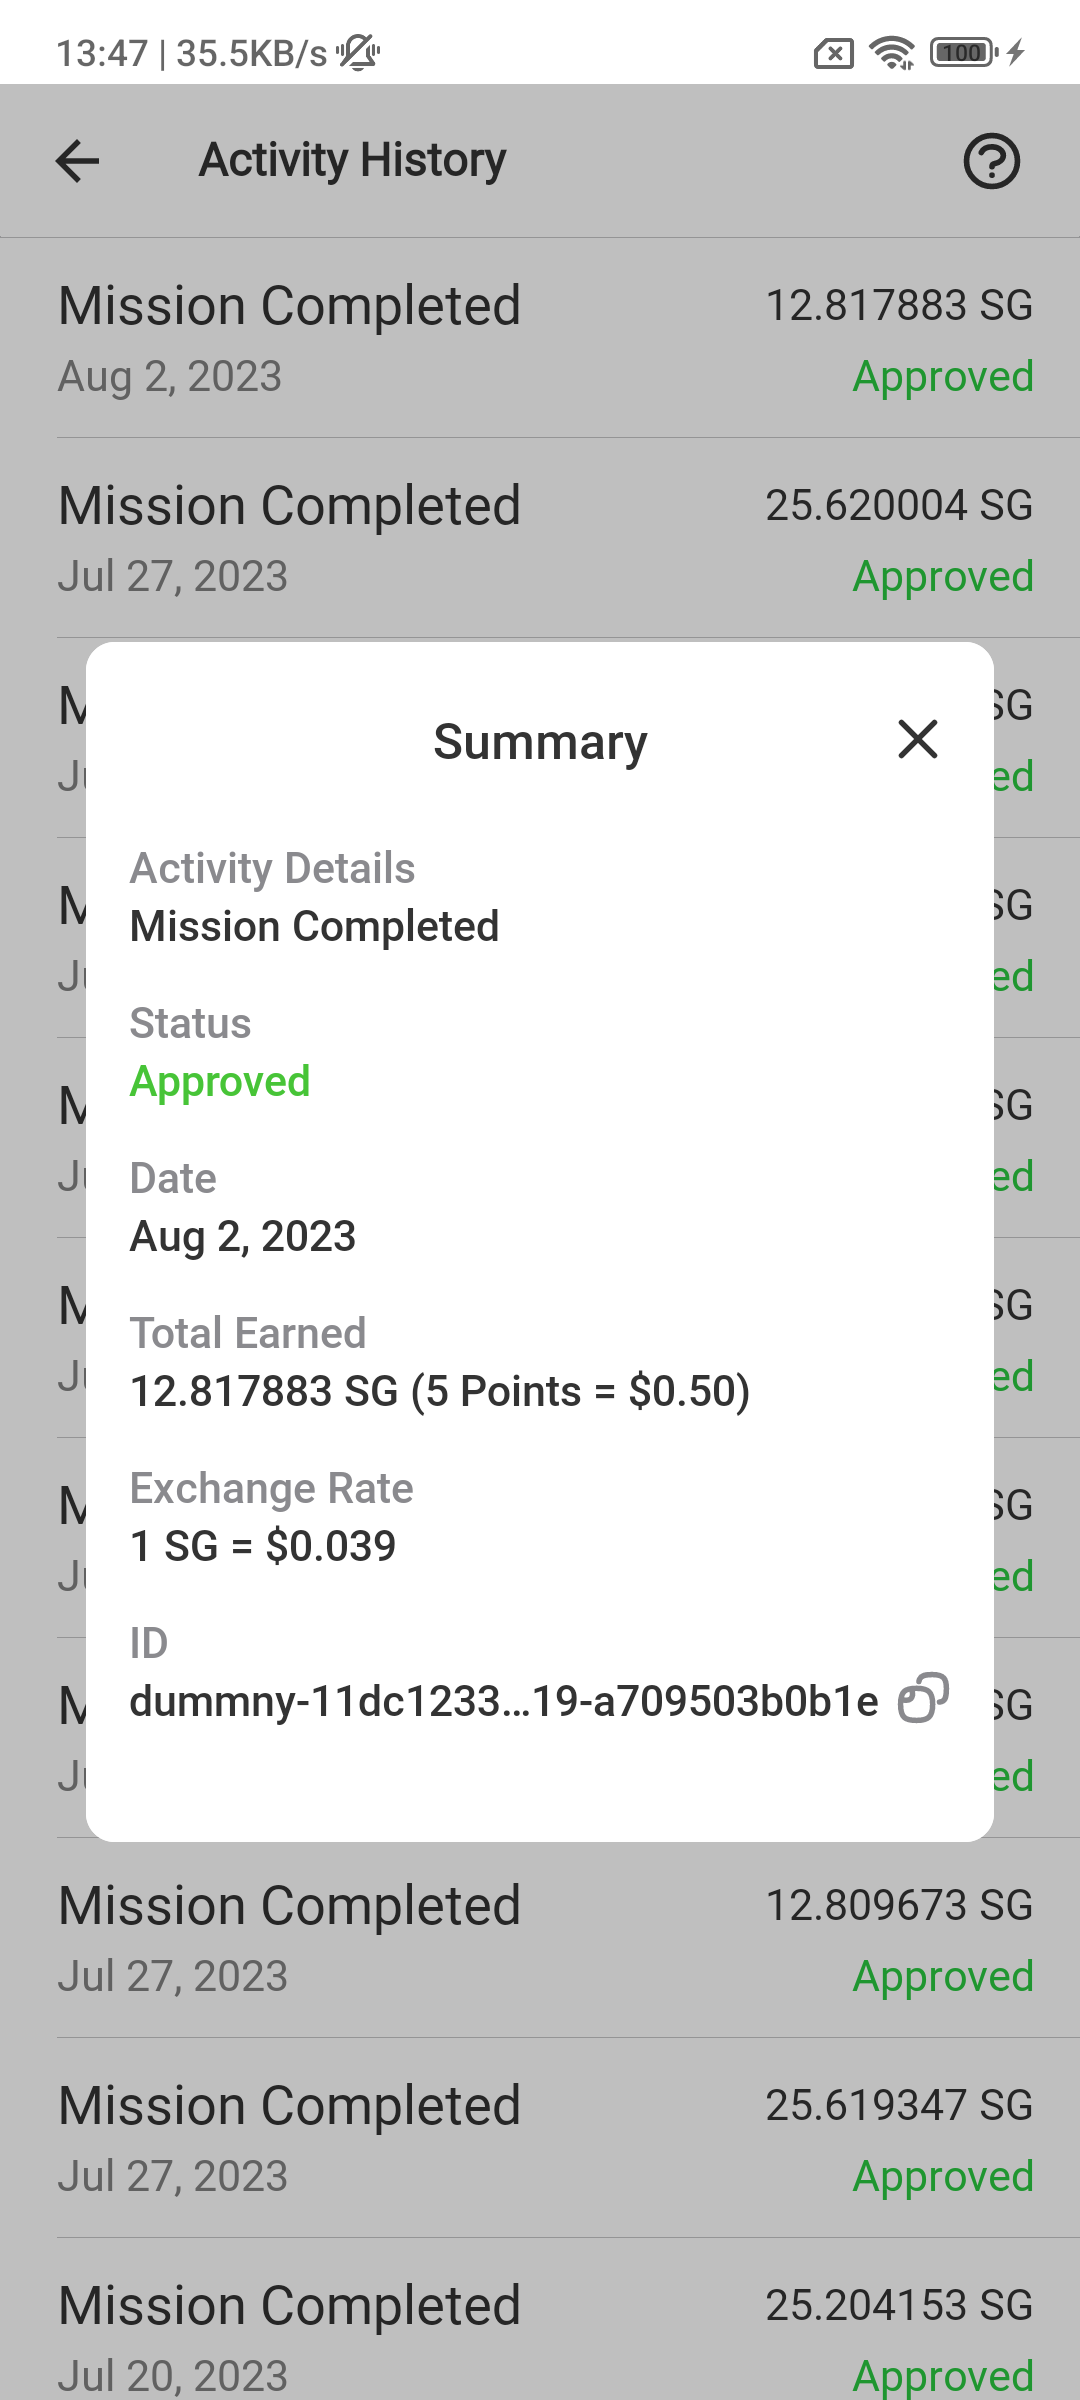 13:47 | 35.5KB/s
100
Activity History
Mission Completed 12.817883 SG
Aug 2, 2023 Approved
Mission Completed 25.620004 SG
Jul 27, 2023 Approved
Summary
Activity Details
Mission Completed
Status
Approved
Date
Aug 2, 2023
Total Earned
12.817883 SG (5 Points = $0.50)
Exchange Rate
1 SG = $0.039
ID
dummny-11dc1233...19-a709503b0b1e
Mission Completed 12.809673 SG
Jul 27, 2023 Approved
Mission Completed 25.619347 SG
Jul 27, 2023 Approved
Mission Completed 25.204153 SG
Jul 20, 2023 Approved